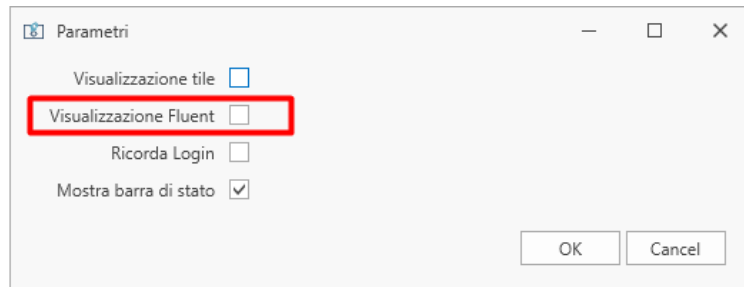 Parametri
Visualizzazione tile
Visualizzazione Fluent
Ricorda Login
Mostra barra di stato
OK Cancel